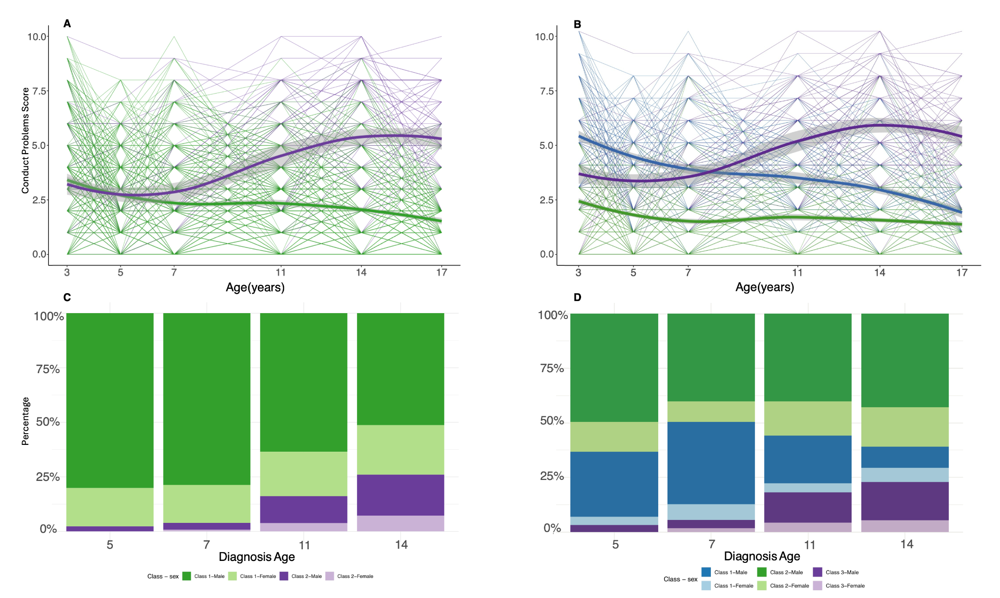 A
Conduct Problems Score
10.0
7.5
5.0
2.5
0.0
3 5 7 11 14 17
Age(years)
B
10.0
7.5
5.0
2.5
0.0
3 5 7 11 14 17
Age(years)
C
Percentage
100%
75%
50%
25%
0%
5 7 11 14
Diagnosis Age
Class – sex Class 1–Male Class 1–Female Class 2–Male Class 2–Female
D
100%
75%
50%
25%
0%
5 7 11 14
Diagnosis Age
Class – sex
Class 1–Male Class 2–Male Class 3–Male
Class 1–Female Class 2–Female Class 3–Female